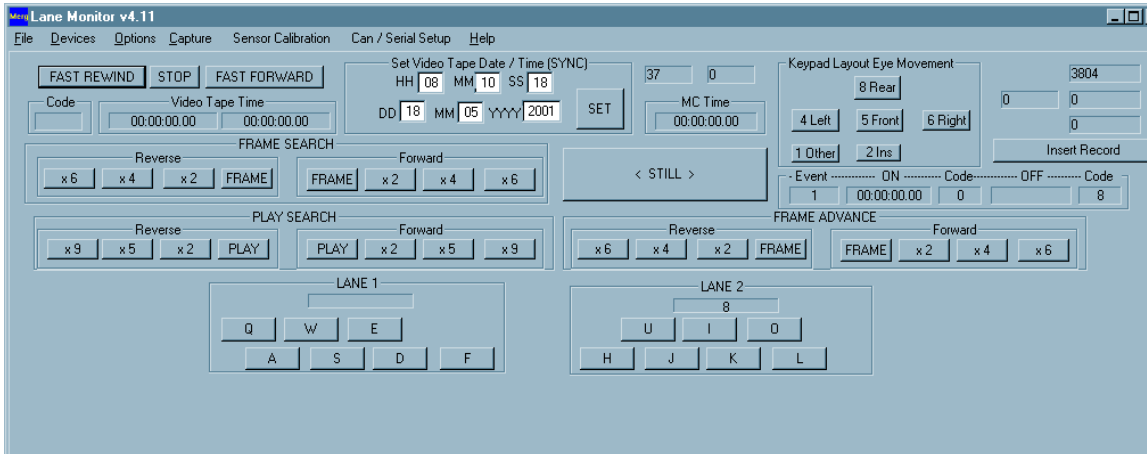 Merg Lane Monitor v4.11
File Devices Options Capture Sensor Calibration Can / Serial Setup Help
FAST REWIND STOP FAST FORWARD
Code
Video Tape Time
00:00:00.00 00:00:00.00
Set Video Tape Date / Time (SYNC)
HH 08 MM 10 SS 18
DD 18 MM 05 YYYY 2001
SET
37 0
MC Time
00:00:00.00
Keypad Layout Eye Movement
8 Rear
4 Left 5 Front 6 Right
1 Other 2 Ins
3804
0 0
0
Insert Record
- Event ----------- ON ---------- Code------------- OFF --------- Code
1 00:00:00.00 0 8
FRAME SEARCH
Reverse
x 6 x 4 x 2 FRAME
Forward
FRAME x 2 x 4 x 6
< STILL >
PLAY SEARCH
Reverse
x 9 x 5 x 2 PLAY
Forward
PLAY x 2 x 5 x 9
FRAME ADVANCE
Reverse
x 6 x 4 x 2 FRAME
Forward
FRAME x 2 x 4 x 6
LANE 1
Q W E
A S D F
LANE 2
8
U I O
H J K L